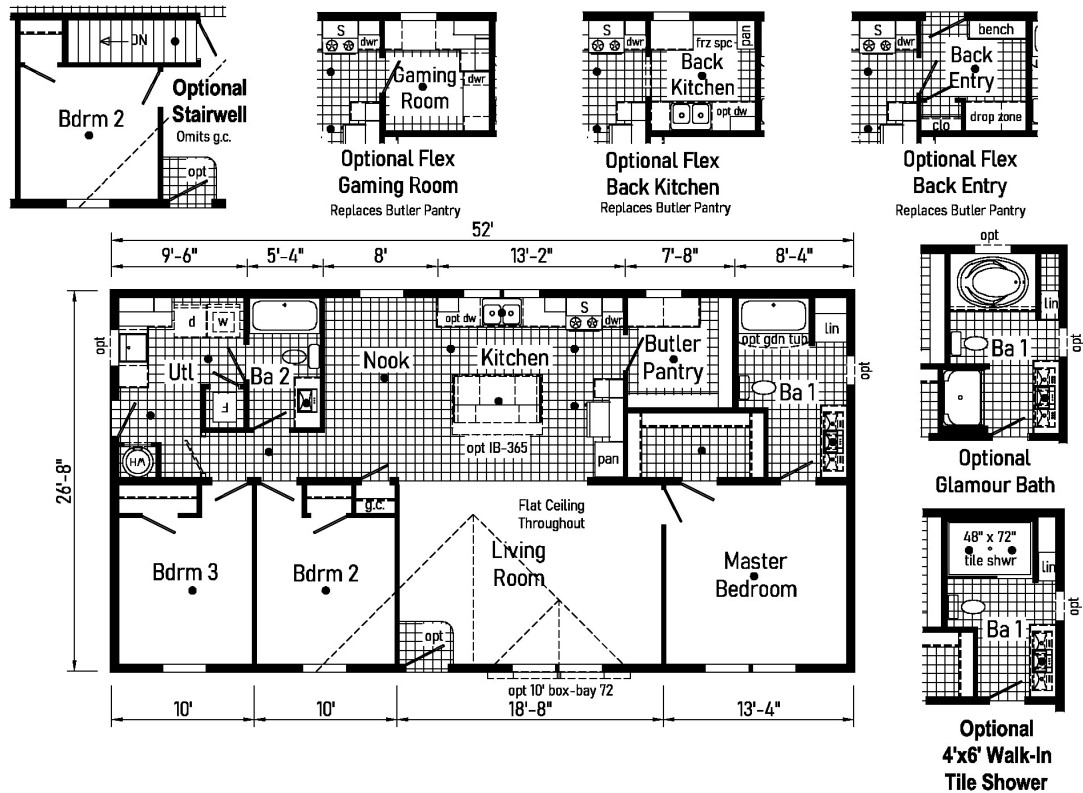 DN
Bdrm 2
Optional
Stairwell
Omits g.c.
opt
S
dwr
Gaming
Room
dwr
Optional Flex
Gaming Room
Replaces Butler Pantry
S
dwr
frz spc
pan
Back
Kitchen
opt dw
Optional Flex
Back Kitchen
Replaces Butler Pantry
S
dwr
bench
Back
Entry
clo
drop zone
Optional Flex
Back Entry
Replaces Butler Pantry
52'
9'-6"
5'-4"
8'
13'-2"
7'-8"
8'-4"
26'-8"
opt
d
w
Utl
Ba 2
F
WH
Nook
opt dw
Kitchen
S
dwr
opt IB-365
pan
Butler
Pantry
opt gdn tub
lin
Ba 1
opt
Bdrm 3
Bdrm 2
g.c.
Flat Ceiling
Throughout
Living
Room
opt
Master
Bedroom
opt 10' box-bay 72
10'
10'
18'-8"
13'-4"
opt
lin
Ba 1
opt
Optional
Glamour Bath
48" x 72"
tile shwr
lin
Ba 1
opt
Optional
4'x6' Walk-In
Tile Shower